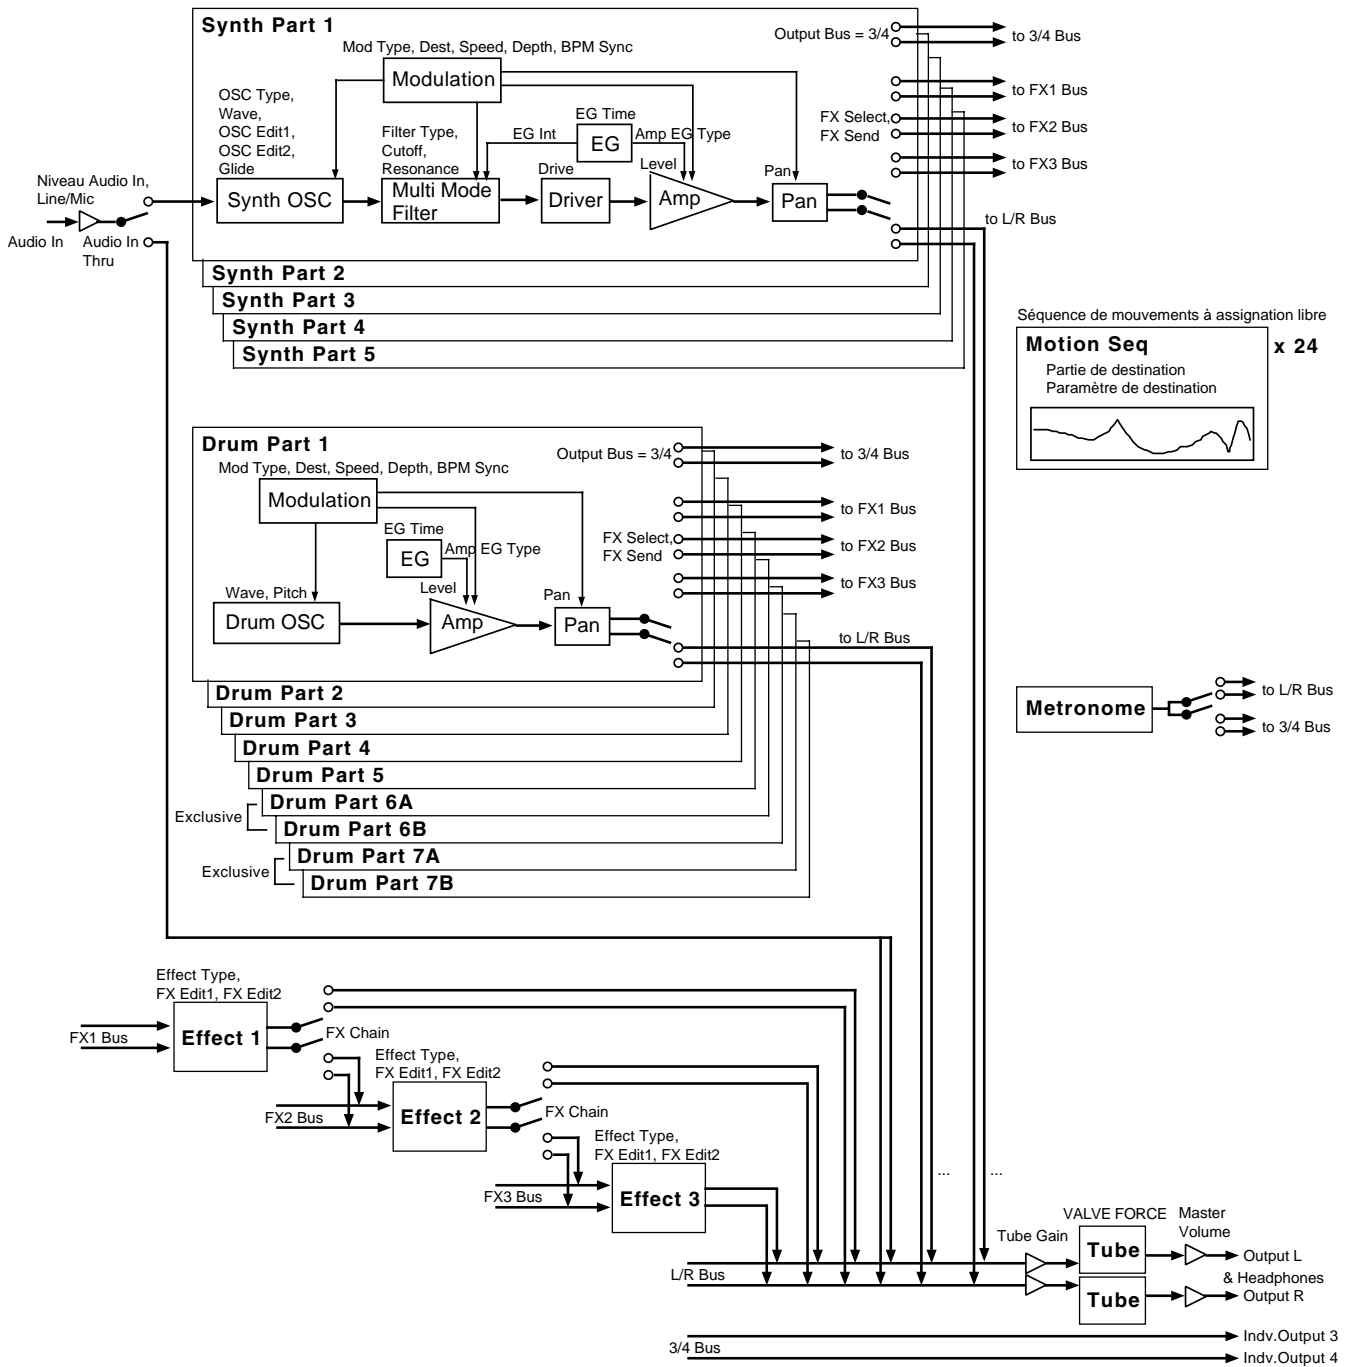 Synth Part 1
Output Bus = 3/4
to 3/4 Bus
Mod Type, Dest, Speed, Depth, BPM Sync
Modulation
to FX1 Bus
OSC Type,
Wave,
OSC Edit1,
OSC Edit2,
Glide
Filter Type,
Cutoff,
Resonance
EG Int
EG Time
EG
Amp EG Type
FX Select,
FX Send
to FX2 Bus
to FX3 Bus
Niveau Audio In,
Line/Mic
Audio In
Audio In
Thru
Synth OSC
Multi Mode
Filter
Drive
Driver
Level
Amp
Pan
Pan
to L/R Bus
Synth Part 2
Synth Part 3
Synth Part 4
Synth Part 5
Séquence de mouvements à assignation libre
Motion Seq
x 24
Partie de destination
Paramètre de destination
Drum Part 1
Output Bus = 3/4
to 3/4 Bus
Mod Type, Dest, Speed, Depth, BPM Sync
Modulation
to FX1 Bus
EG Time
EG
Amp EG Type
FX Select,
FX Send
to FX2 Bus
to FX3 Bus
Wave, Pitch
Drum OSC
Level
Amp
Pan
Pan
to L/R Bus
Drum Part 2
Drum Part 3
Drum Part 4
Drum Part 5
Drum Part 6A
Exclusive
Drum Part 6B
Drum Part 7A
Exclusive
Drum Part 7B
Metronome
to L/R Bus
to 3/4 Bus
Effect Type,
FX Edit1, FX Edit2
FX1 Bus
Effect 1
FX Chain
Effect Type,
FX Edit1, FX Edit2
FX2 Bus
Effect 2
FX Chain
Effect Type,
FX Edit1, FX Edit2
FX3 Bus
Effect 3
... ...
L/R Bus
Tube Gain
VALVE FORCE
Tube
Tube
Master
Volume
Output L
& Headphones
Output R
3/4 Bus
Indv.Output 3
Indv.Output 4